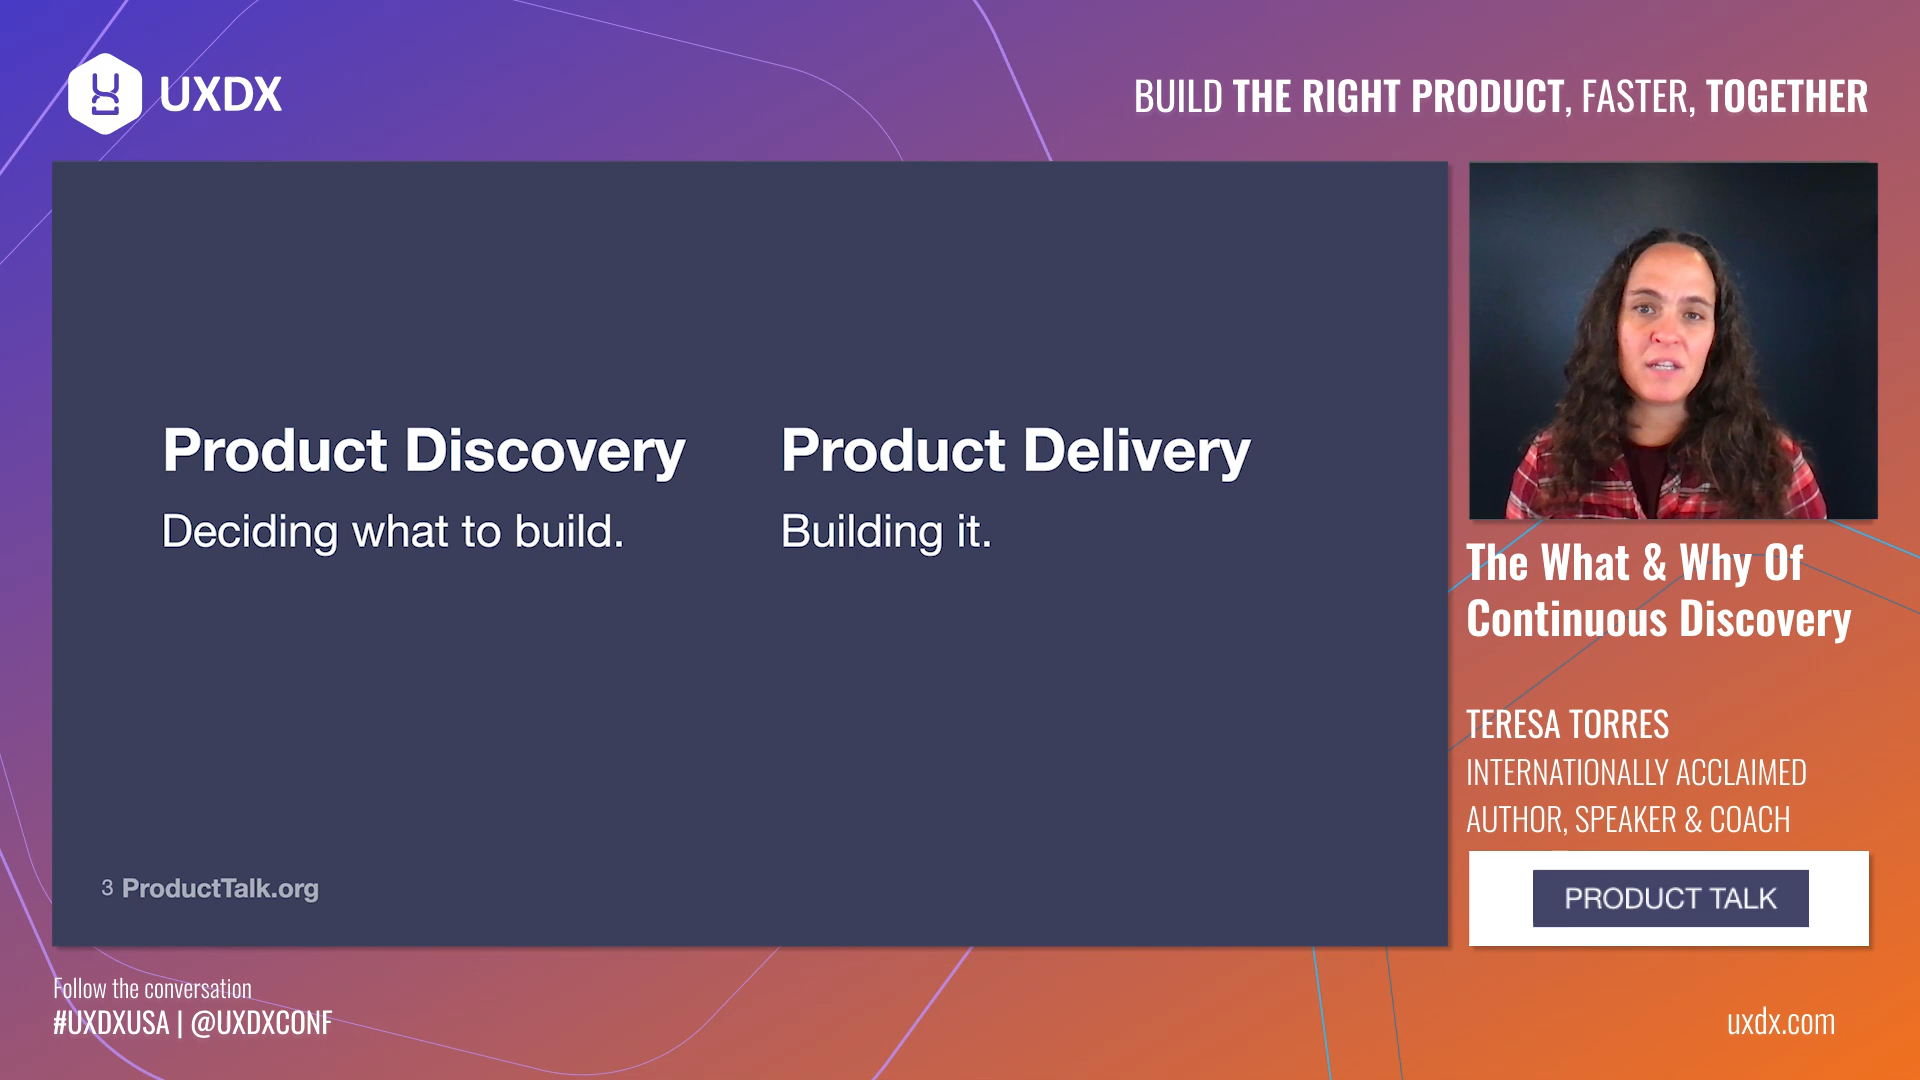 UXDX
BUILD THE RIGHT PRODUCT, FASTER, TOGETHER
Product Discovery
Deciding what to build.
Product Delivery
Building it.
3 ProductTalk.org
The What & Why Of
Continuous Discovery
TERESA TORRES
INTERNATIONALLY ACCLAIMED
AUTHOR, SPEAKER & COACH
PRODUCT TALK
Follow the conversation
#UXDXUSA | @UXDXCONF
uxdx.com